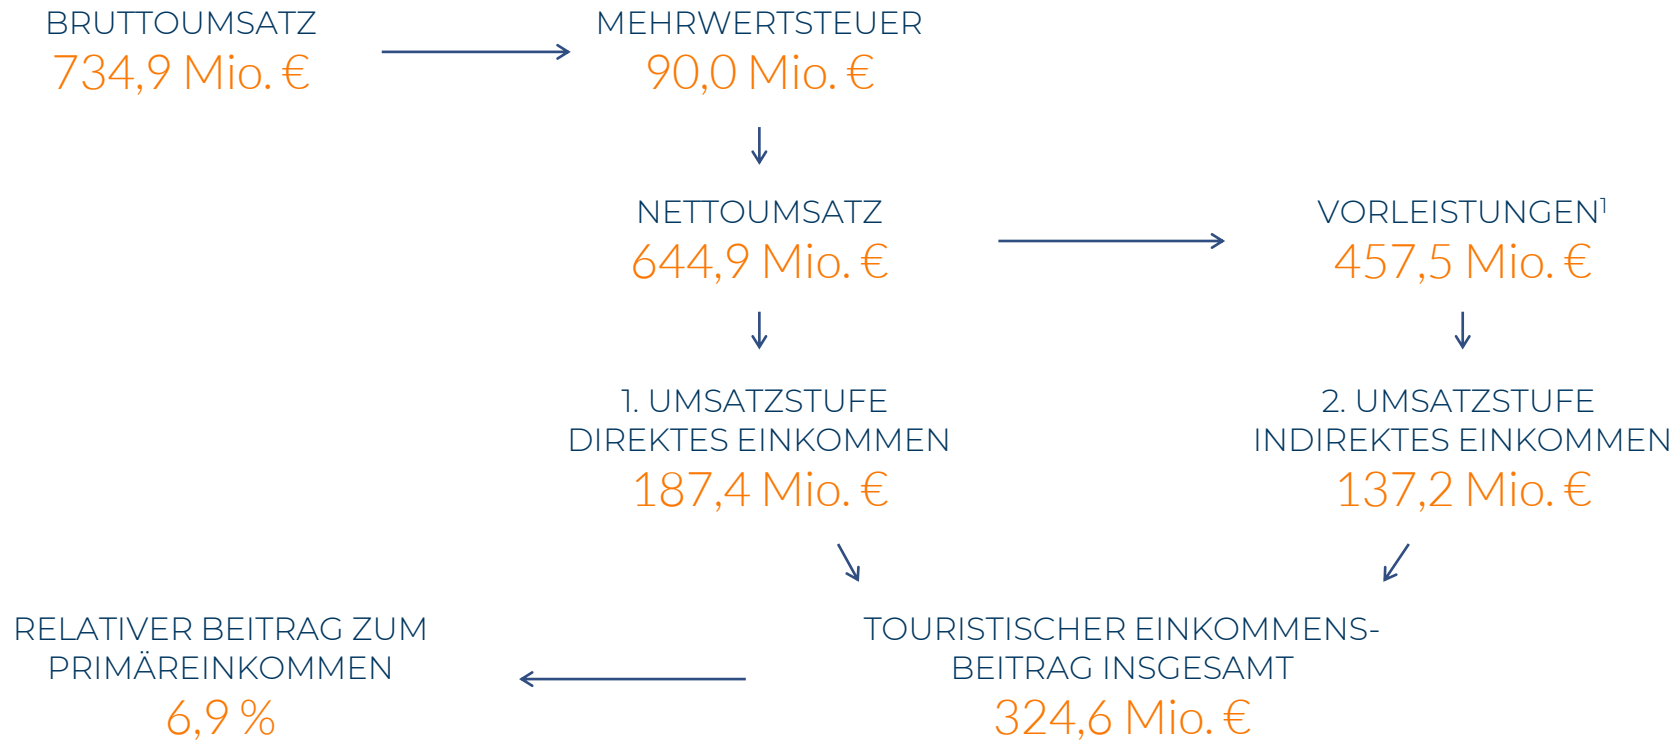 BRUTTOUMSATZ
734,9 Mio. €
MEHRWERTSTEUER
90,0 Mio. €
NETTOUMSATZ
644,9 Mio. €
VORLEISTUNGEN¹
457,5 Mio. €
1. UMSATZSTUFE
DIREKTES EINKOMMEN
187,4 Mio. €
2. UMSATZSTUFE
INDIREKTES EINKOMMEN
137,2 Mio. €
RELATIVER BEITRAG ZUM
PRIMÄREINKOMMEN
6,9 %
TOURISTISCHER EINKOMMENS-
BEITRAG INSGESAMT
324,6 Mio. €